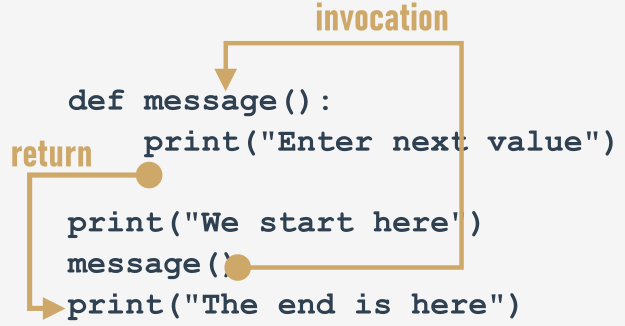 invocation
def message():
    print("Enter next value")
return
print("We start here")
message()
print("The end is here")